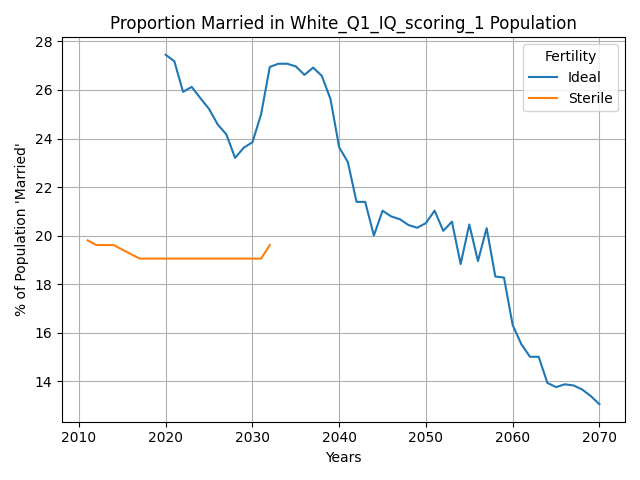 Proportion Married in White_Q1_IQ_scoring_1 Population
% of Population 'Married'
28
26
24
22
20
18
16
14
Fertility
Ideal
Sterile
2010 2020 2030 2040 2050 2060 2070
Years